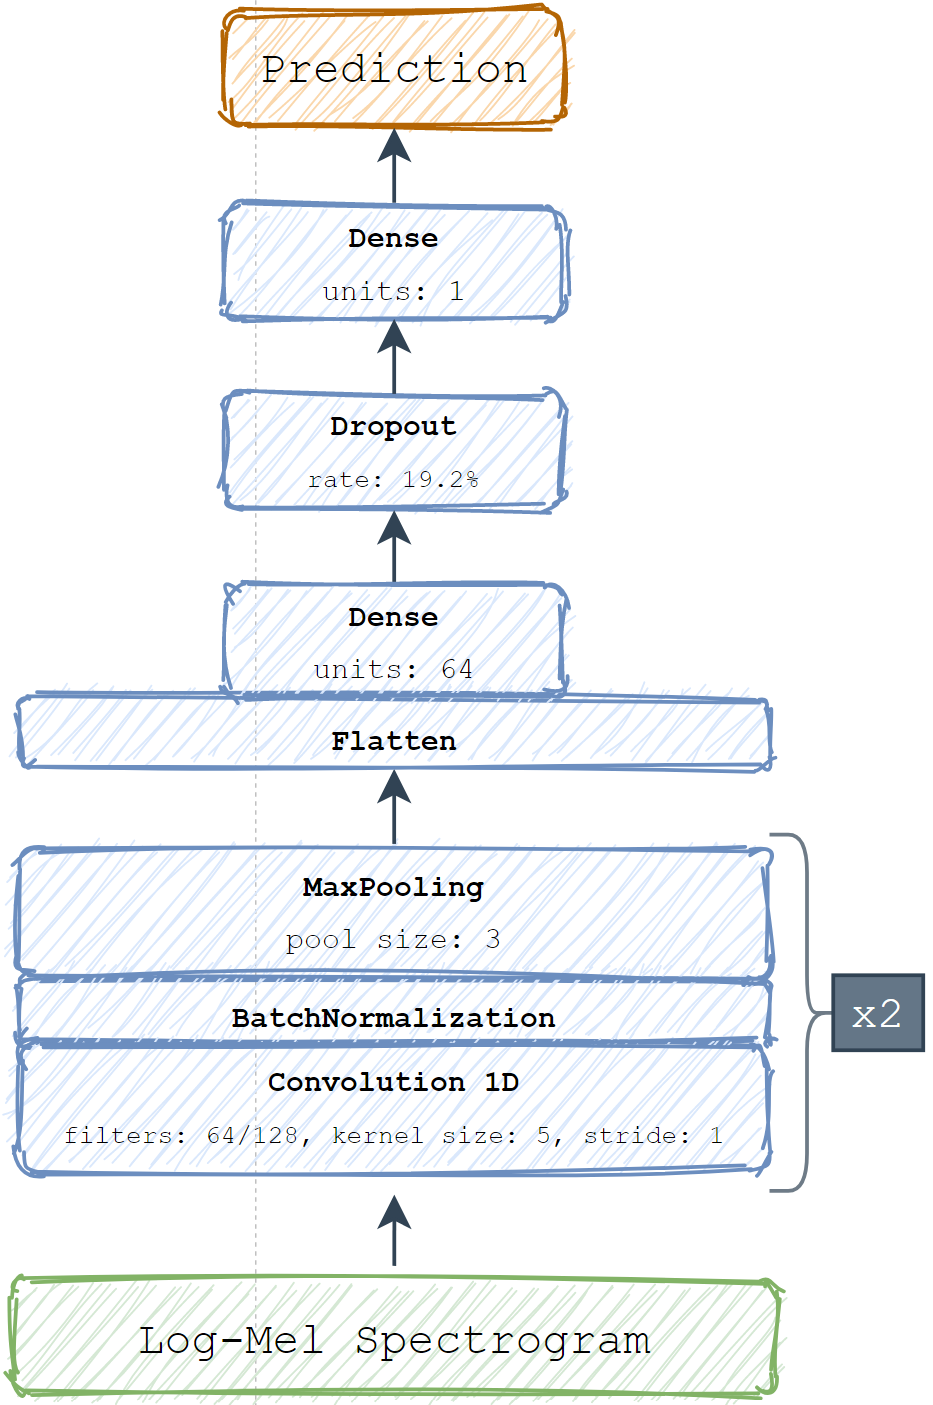 Prediction
Dense
units: 1
Dropout
rate: 19.2%
Dense
units: 64
Flatten
MaxPooling
pool size: 3
BatchNormalization
x2
Convolution 1D
filters: 64/128, kernel size: 5, stride: 1
Log-Mel Spectrogram